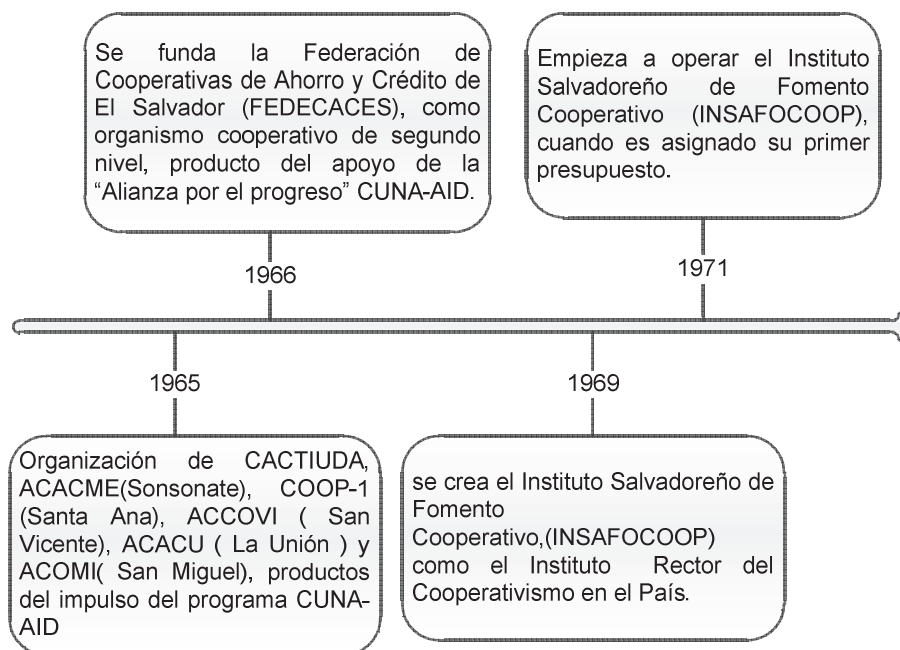 Se funda la Federación de
Cooperativas de Ahorro y Crédito de
El Salvador (FEDECACES), como
organismo cooperativo de segundo
nivel, producto del apoyo de la
“Alianza por el progreso” CUNA-AID.
1966
Empieza a operar el Instituto
Salvadoreño de Fomento
Cooperativo (INSAFOCOOP),
cuando es asignado su primer
presupuesto.
1971
1965
Organización de CACTIUDA,
ACACME(Sonsonate), COOP-1
(Santa Ana), ACCOVI ( San
Vicente), ACACU ( La Unión ) y
ACOMI( San Miguel), productos
del impulso del programa CUNA-
AID
1969
se crea el Instituto Salvadoreño de
Fomento
Cooperativo,(INSAFOCOOP)
como el Instituto Rector del
Cooperativismo en el País.